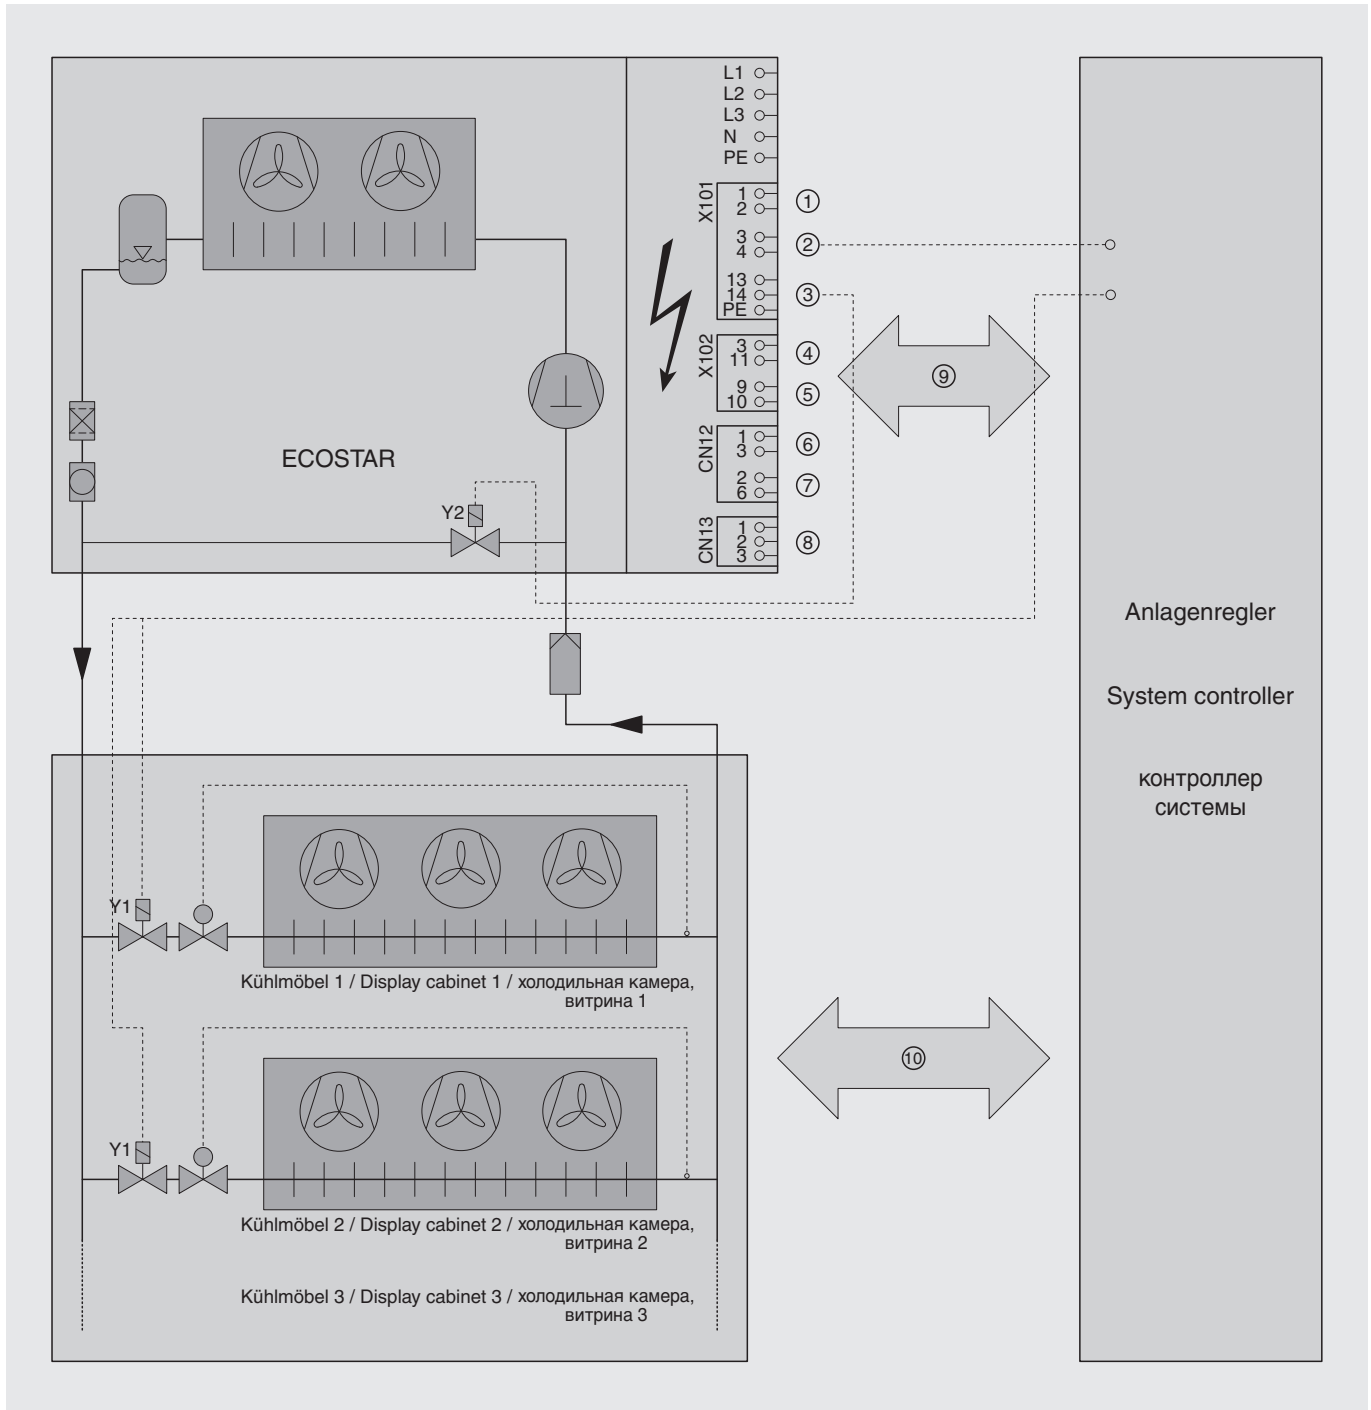 L1
L2
L3
N
PE
X101
1
2
①
3
4
②
13
14
PE
③
X102
3
11
④
9
10
⑤
⑨
CN12
1
3
⑥
2
6
⑦
CN13
1
2
3
⑧
ECOSTAR
Y2
Anlagenregler
System controller
контроллер
системы
Y1
Kühlmöbel 1 / Display cabinet 1 / холодильная камера,
витрина 1
⑩
Y1
Kühlmöbel 2 / Display cabinet 2 / холодильная камера,
витрина 2
Kühlmöbel 3 / Display cabinet 3 / холодильная камера,
витрина 3